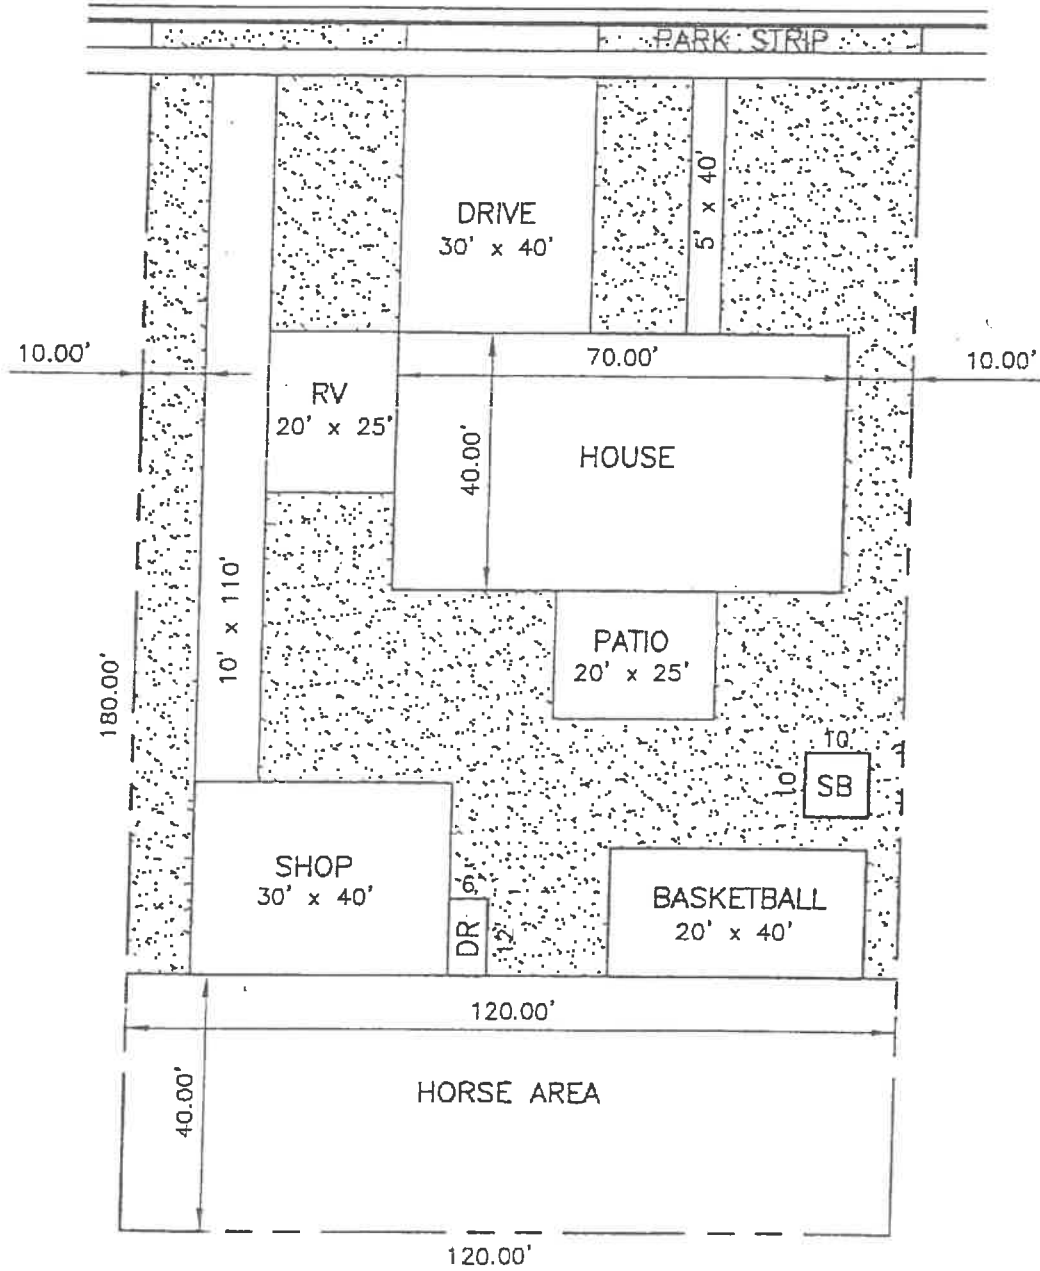 PARK STRIP
DRIVE
30' x 40'
5' x 40'
10.00'
70.00'
10.00'
RV
20' x 25'
40.00'
HOUSE
10' x 110'
PATIO
20' x 25'
180.00'
10'
10'
SB
SHOP
30' x 40'
6'
DR
12'
BASKETBALL
20' x 40'
120.00'
40.00'
HORSE AREA
120.00'